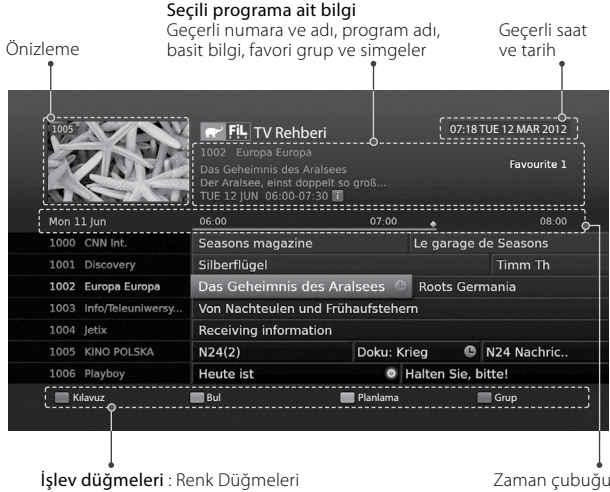 Seçili programa ait bilgi
Geçerli numara ve adı, program adı,
basit bilgi, favori grup ve simgeler
Geçerli saat
ve tarih
Önizleme
1005
FiL TV Rehberi
07:18 TUE 12 MAR 2012
1002 Europa Europa
Favourite 1
Das Geheimnis des Aralsees
Der Aralsee, einst doppelt so groß...
TUE 12 JUN 06:00-07:30 i
Mon 11 Jun 06:00 07:00 08:00
1000 CNN Int. Seasons magazine Le garage de Seasons
1001 Discovery Silberflügel Timm Th
1002 Europa Europa Das Geheimnis des Aralsees Roots Germania
1003 Info/Teleuniwersy... Von Nachteulen und Frühaufstehern
1004 Jetix Receiving information
1005 KINO POLSKA N24(2) Doku: Krieg N24 Nachric..
1006 Playboy Heute ist Halten Sie, bitte!
Kılavuz Bul Planlama Grup
İşlev düğmeleri : Renk Düğmeleri
Zaman çubuğu